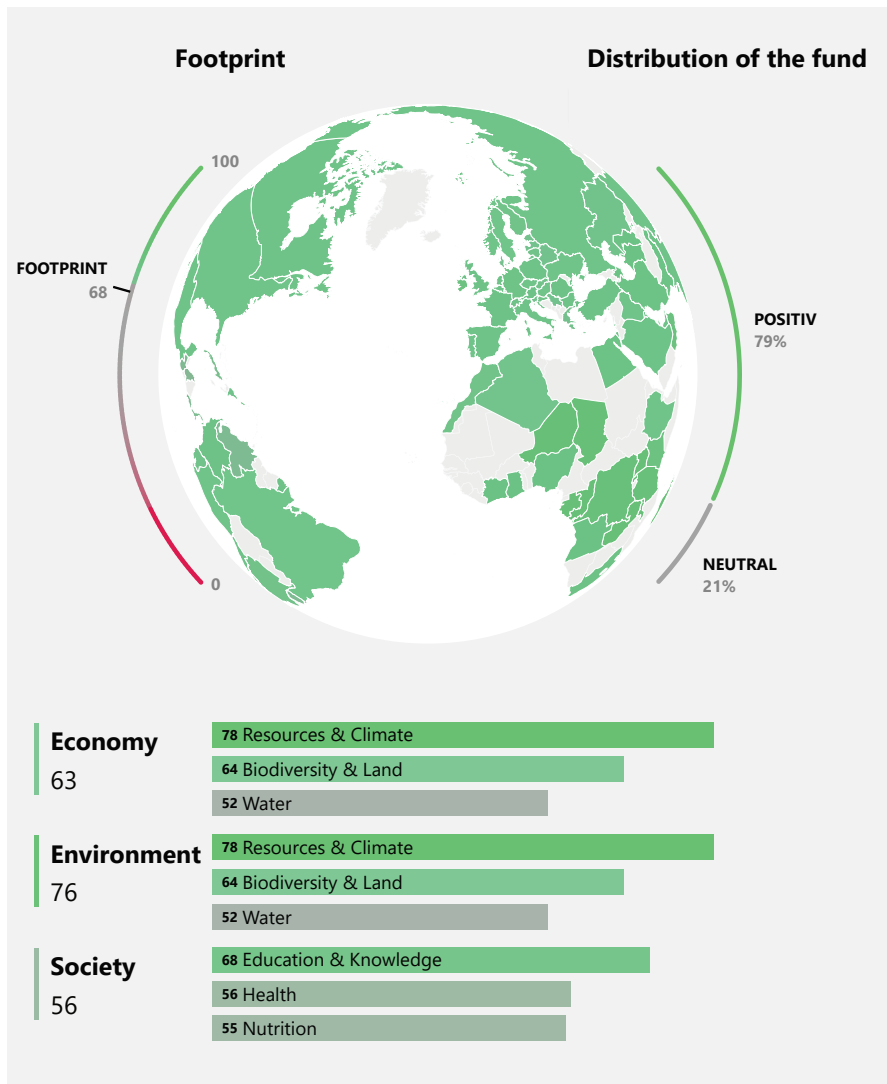 Footprint
Distribution of the fund
100
FOOTPRINT
68
0
POSITIV
79%
NEUTRAL
21%
Economy
63
78 Resources & Climate
64 Biodiversity & Land
52 Water
Environment
76
78 Resources & Climate
64 Biodiversity & Land
52 Water
Society
56
68 Education & Knowledge
56 Health
55 Nutrition